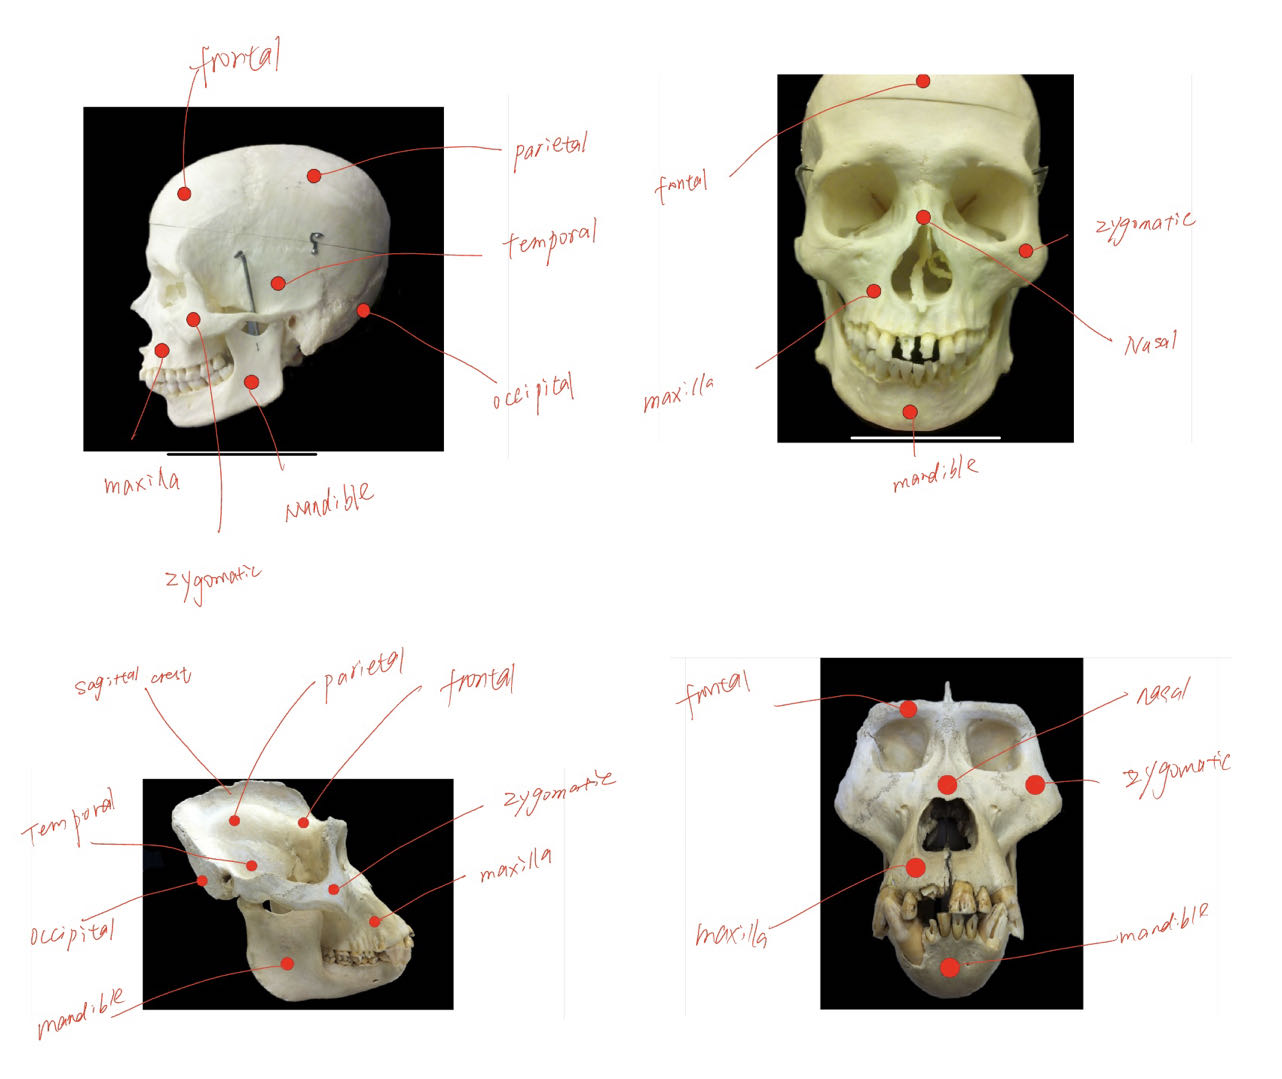 frontal
parietal
temporal
occipital
maxilla
Mandible
zygomatic
frontal
zygomatic
Nasal
maxilla
mandible
sagittal crest
parietal
frontal
zygomatic
Temporal
maxilla
occipital
mandible
frontal
nasal
zygomatic
maxilla
mandible